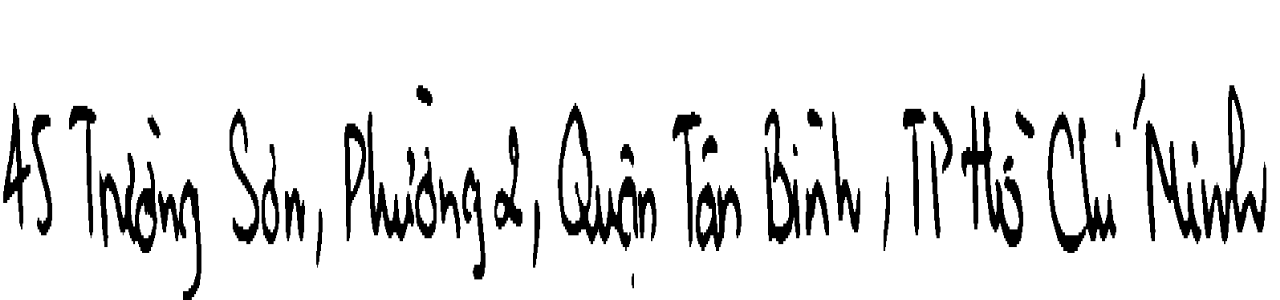 45 Trường Sơn, Phường 2, Quận Tân Bình, TP Hồ Chí Minh